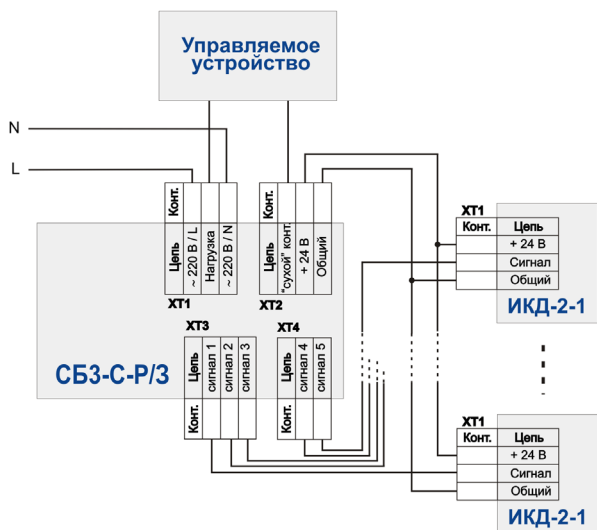 Управляемое
устройство
N
L
Конт.
Цепь
~ 220 В / L
Нагрузка
~ 220 В / N
XT1
Конт.
Цепь
"сухой" конт.
+ 24 В
Общий
XT2
XT3
Цепь
сигнал 1
сигнал 2
сигнал 3
Конт.
XT4
Цепь
сигнал 4
сигнал 5
Конт.
СБ3-С-Р/З
XT1
Конт. Цепь
+ 24 В
Сигнал
Общий
ИКД-2-1
XT1
Конт. Цепь
+ 24 В
Сигнал
Общий
ИКД-2-1